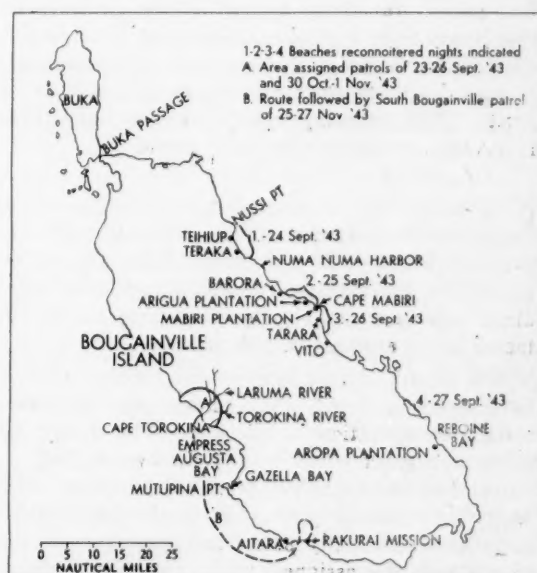 1-2-3-4 Beaches reconnoitered nights indicated
A. Area assigned patrols of 23-26 Sept. '43
and 30 Oct.-1 Nov. '43
B. Route followed by South Bougainville patrol
of 25-27 Nov '43
BUKA
BUKA PASSAGE
NUSSI PT
TEIHIUP
1.-24 Sept. '43
TERAKA
NUMA NUMA HARBOR
BARORA
2.-25 Sept. '43
ARIGUA PLANTATION
CAPE MABIRI
MABIRI PLANTATION
3.-26 Sept. '43
TARARA
VITO
BOUGAINVILLE
ISLAND
LARUMA RIVER
A
TOROKINA RIVER
4.-27 Sept. '43
CAPE TOROKINA
REBOINE
BAY
EMPRESS
AUGUSTA
BAY
AROPA PLANTATION
GAZELLA BAY
MUTUPINA PT.
B
AITARA
RAKURAI MISSION
0 5 10 15 20 25
NAUTICAL MILES